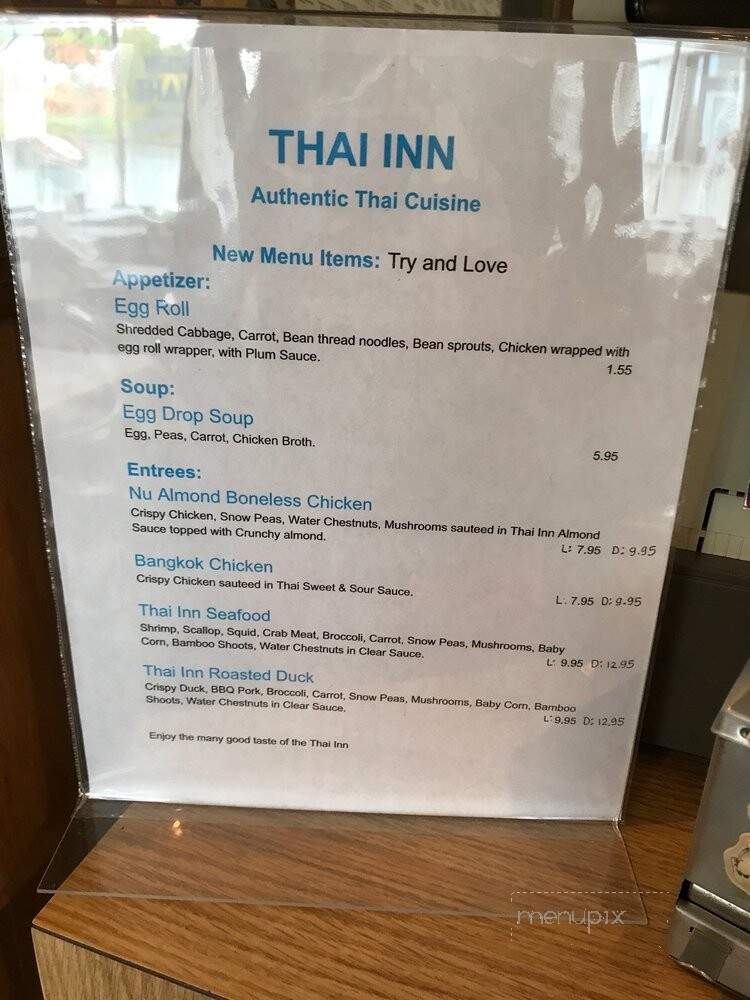 THAI INN
Authentic Thai Cuisine
New Menu Items: Try and Love
Appetizer:
Egg Roll
Shredded Cabbage, Carrot, Bean thread noodles, Bean sprouts, Chicken wrapped with
egg roll wrapper, with Plum Sauce.
1.55
Soup:
Egg Drop Soup
Egg, Peas, Carrot, Chicken Broth.
5.95
Entrees:
Nu Almond Boneless Chicken
Crispy Chicken, Snow Peas, Water Chestnuts, Mushrooms sauteed in Thai Inn Almond
Sauce topped with Crunchy almond.
L: 7.95 D: 9.95
Bangkok Chicken
Crispy Chicken sauteed in Thai Sweet & Sour Sauce.
L: 7.95 D: 9.95
Thai Inn Seafood
Shrimp, Scallop, Squid, Crab Meat, Broccoli, Carrot, Snow Peas, Mushrooms, Baby
Corn, Bamboo Shoots, Water Chestnuts in Clear Sauce.
L: 9.95 D: 12.95
Thai Inn Roasted Duck
Crispy Duck, BBQ Pork, Broccoli, Carrot, Snow Peas, Mushrooms, Baby Corn, Bamboo
Shoots, Water Chestnuts in Clear Sauce.
L: 9.95 D: 12.95
Enjoy the many good taste of the Thai Inn
menupix